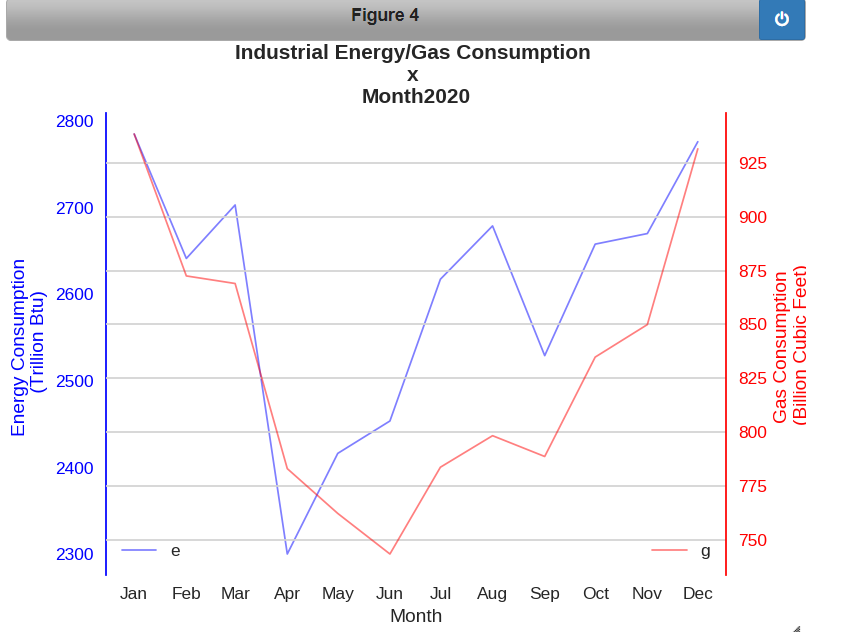 Figure 4
Industrial Energy/Gas Consumption
x
Month2020
2800
2700
2600
2500
2400
2300
Energy Consumption
(Trillion Btu)
925
900
875
850
825
800
775
750
Gas Consumption
(Billion Cubic Feet)
e
g
Jan Feb Mar Apr May Jun Jul Aug Sep Oct Nov Dec
Month